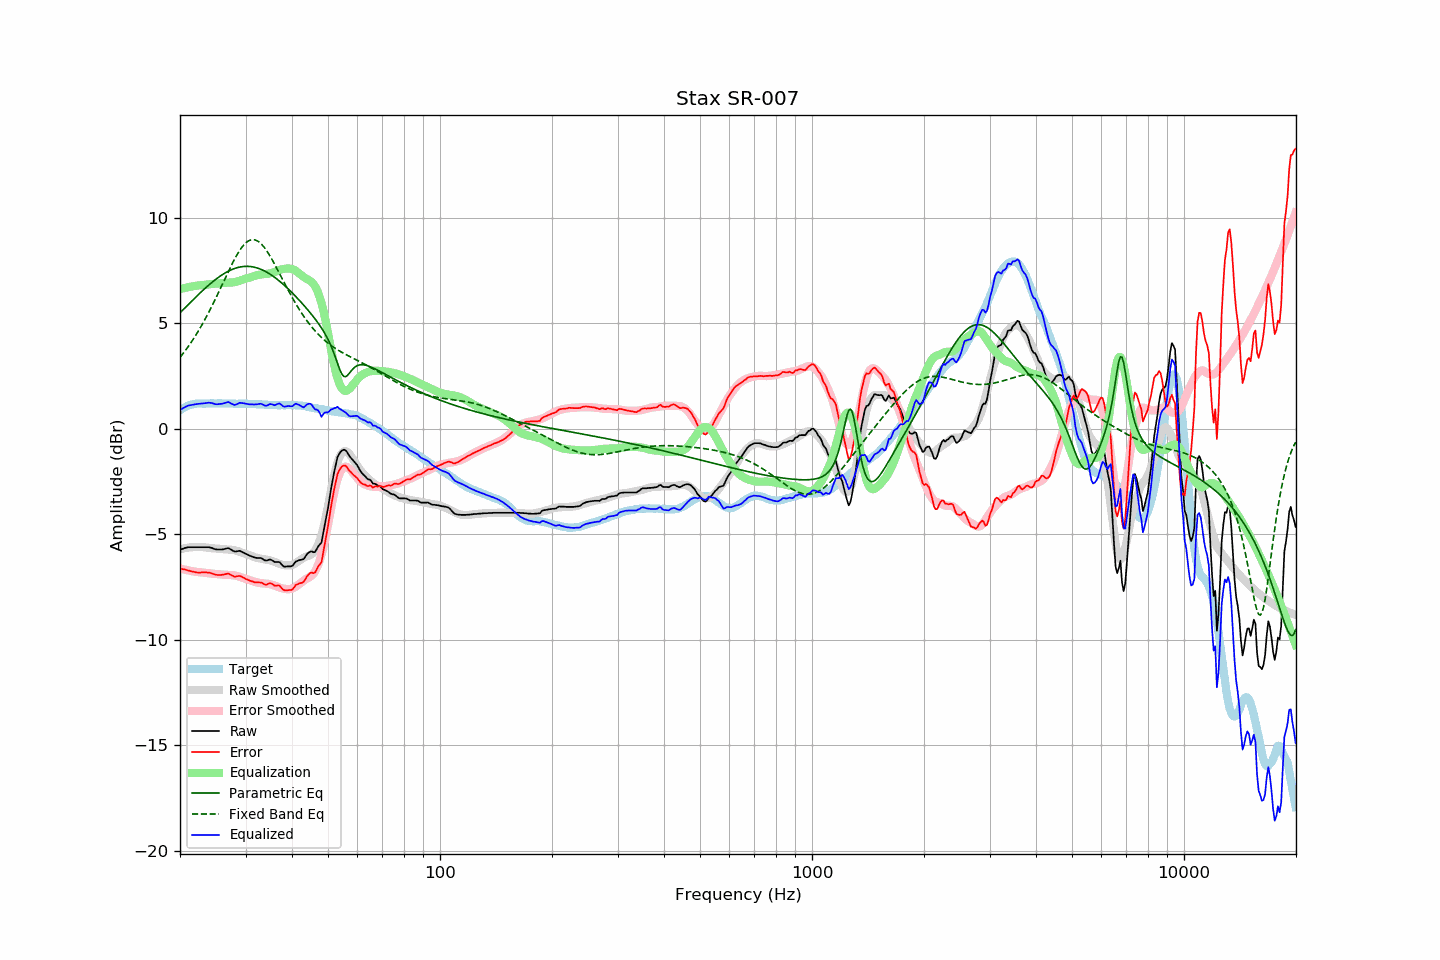 Stax SR-007
Amplitude (dBr)
10
5
0
−5
−10
−15
−20
Target
Raw Smoothed
Error Smoothed
Raw
Error
Equalization
Parametric Eq
Fixed Band Eq
Equalized
100
1000
10000
Frequency (Hz)